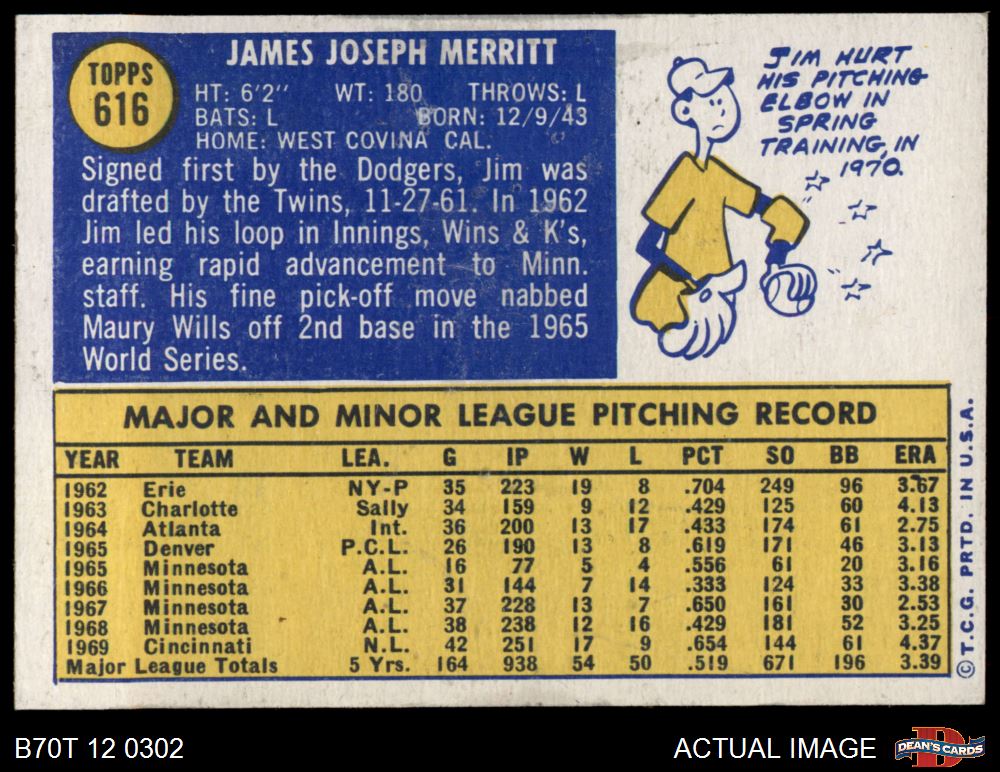 TOPPS
616
JAMES JOSEPH MERRITT
HT: 6'2" WT: 180 THROWS: L
BATS: L BORN: 12/9/43
HOME: WEST COVINA CAL.
Signed first by the Dodgers, Jim was
drafted by the Twins, 11-27-61. In 1962
Jim led his loop in Innings, Wins & K's,
earning rapid advancement to Minn.
staff. His fine pick-off move nabbed
Maury Wills off 2nd base in the 1965
World Series.
JIM HURT
HIS PITCHING
ELBOW IN
SPRING
TRAINING, IN
1970.
MAJOR AND MINOR LEAGUE PITCHING RECORD
YEAR TEAM LEA. G IP W L PCT SO BB ERA
1962 Erie NY-P 35 223 19 8 .704 249 96 3.67
1963 Charlotte Sally 34 159 9 12 .429 125 60 4.13
1964 Atlanta Int. 36 200 13 17 .433 174 61 2.75
1965 Denver P.C.L. 26 190 13 8 .619 171 46 3.13
1965 Minnesota A.L. 16 77 5 4 .556 61 20 3.16
1966 Minnesota A.L. 31 144 7 14 .333 124 33 3.38
1967 Minnesota A.L. 37 228 13 7 .650 161 30 2.53
1968 Minnesota A.L. 38 238 12 16 .429 181 52 3.25
1969 Cincinnati N.L. 42 251 17 9 .654 144 61 4.37
Major League Totals 5 Yrs. 164 938 54 50 .519 671 196 3.39
© T.C.G. PRTD. IN U.S.A.
B70T 12 0302
ACTUAL IMAGE
D
DEAN'S CARDS